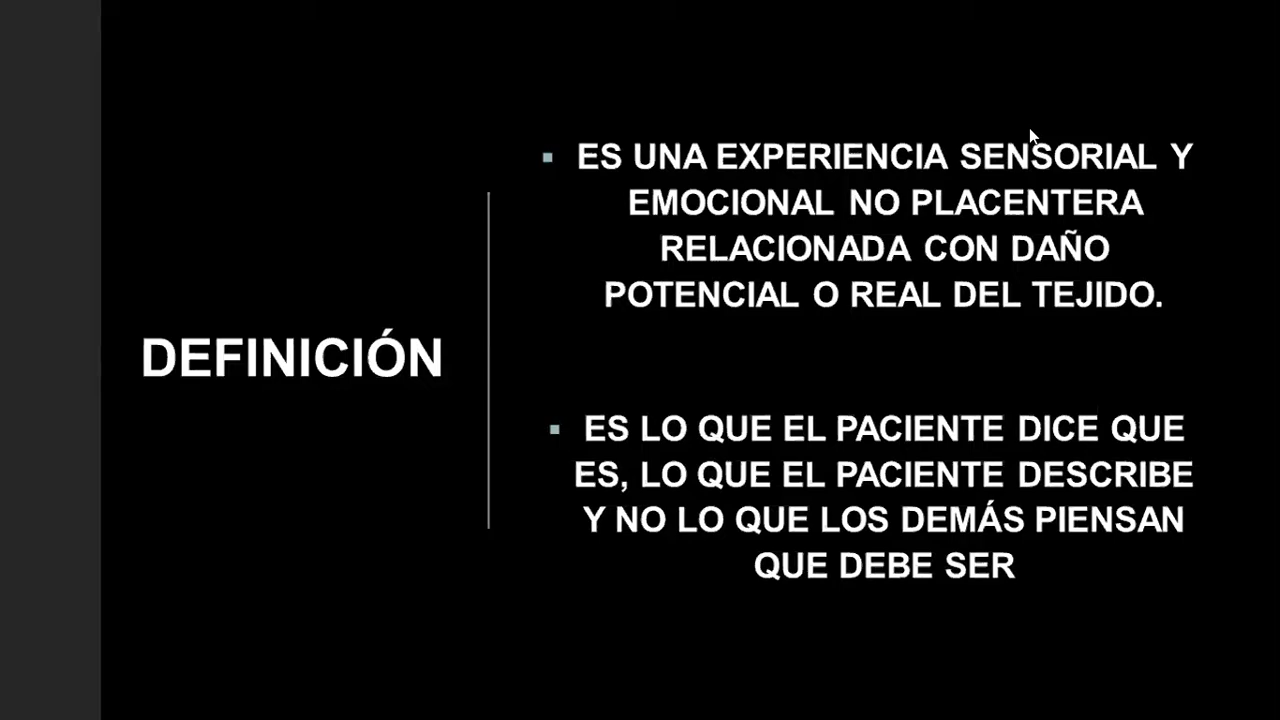 DEFINICIÓN
ES UNA EXPERIENCIA SENSORIAL Y
EMOCIONAL NO PLACENTERA
RELACIONADA CON DAÑO
POTENCIAL O REAL DEL TEJIDO.
ES LO QUE EL PACIENTE DICE QUE
ES, LO QUE EL PACIENTE DESCRIBE
Y NO LO QUE LOS DEMÁS PIENSAN
QUE DEBE SER